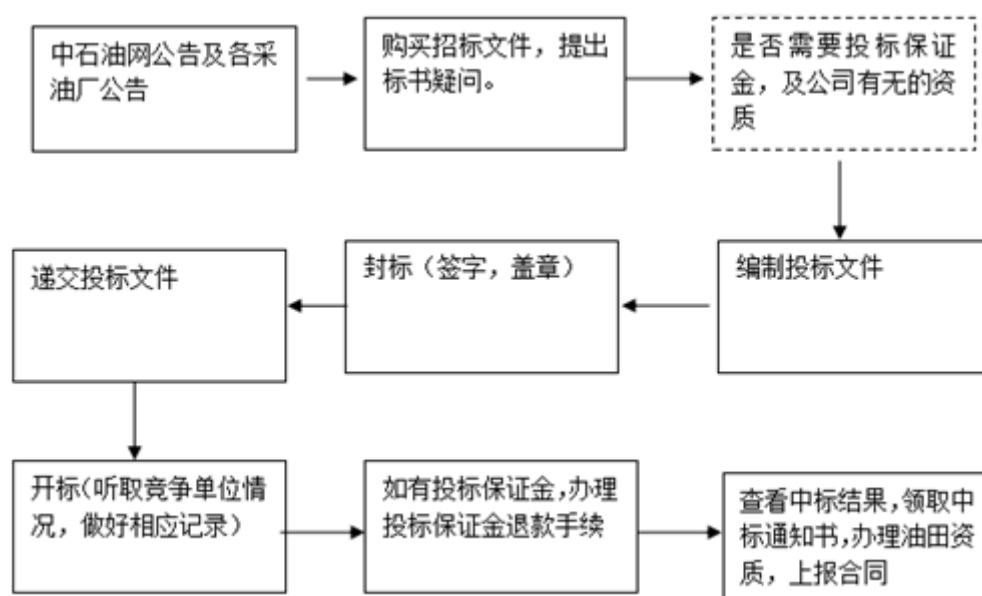 中石油网公告及各采
油厂公告
购买招标文件，提出
标书疑问。
是否需要投标保证
金，及公司有无的资
质
递交投标文件
封标（签字，盖章）
编制投标文件
开标（听取竞争单位情
况，做好相应记录）
如有投标保证金，办理
投标保证金退款手续
查看中标结果，领取中
标通知书，办理油田资
质，上报合同